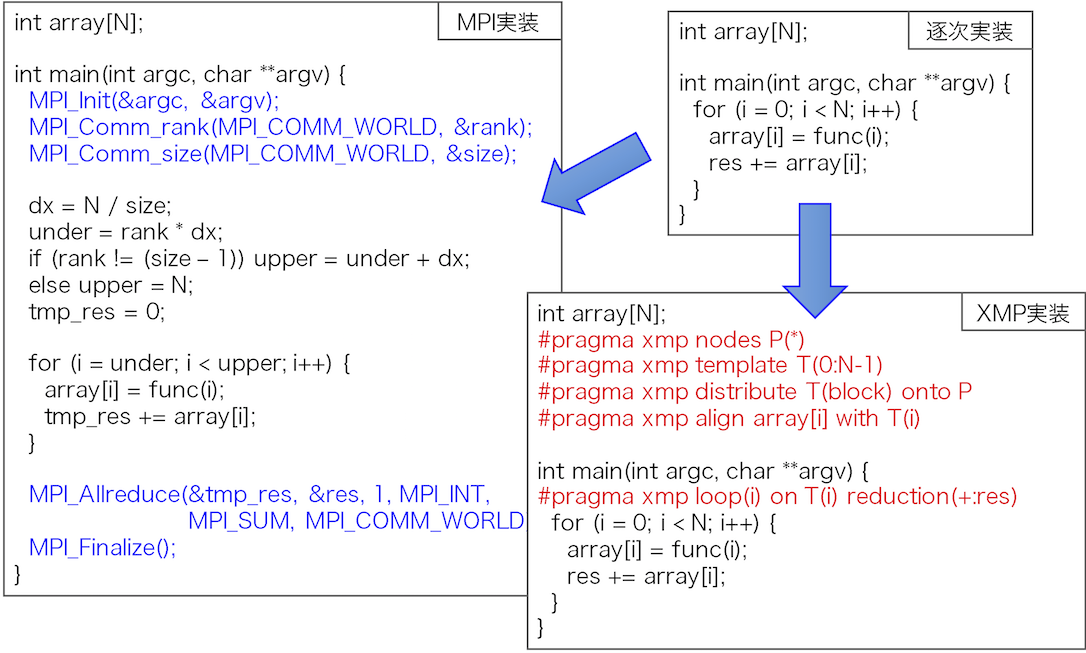 int array[N];
MPI実装
int main(int argc, char **argv) {
MPI_Init(&argc, &argv);
MPI_Comm_rank(MPI_COMM_WORLD, &rank);
MPI_Comm_size(MPI_COMM_WORLD, &size);
dx = N / size;
under = rank * dx;
if (rank != (size – 1)) upper = under + dx;
else upper = N;
tmp_res = 0;
for (i = under; i < upper; i++) {
array[i] = func(i);
tmp_res += array[i];
}
MPI_Allreduce(&tmp_res, &res, 1, MPI_INT,
MPI_SUM, MPI_COMM_WORLD
MPI_Finalize();
}
int array[N];
逐次実装
int main(int argc, char **argv) {
for (i = 0; i < N; i++) {
array[i] = func(i);
res += array[i];
}
}
int array[N];
XMP実装
#pragma xmp nodes P(*)
#pragma xmp template T(0:N-1)
#pragma xmp distribute T(block) onto P
#pragma xmp align array[i] with T(i)
int main(int argc, char **argv) {
#pragma xmp loop(i) on T(i) reduction(+:res)
for (i = 0; i < N; i++) {
array[i] = func(i);
res += array[i];
}
}